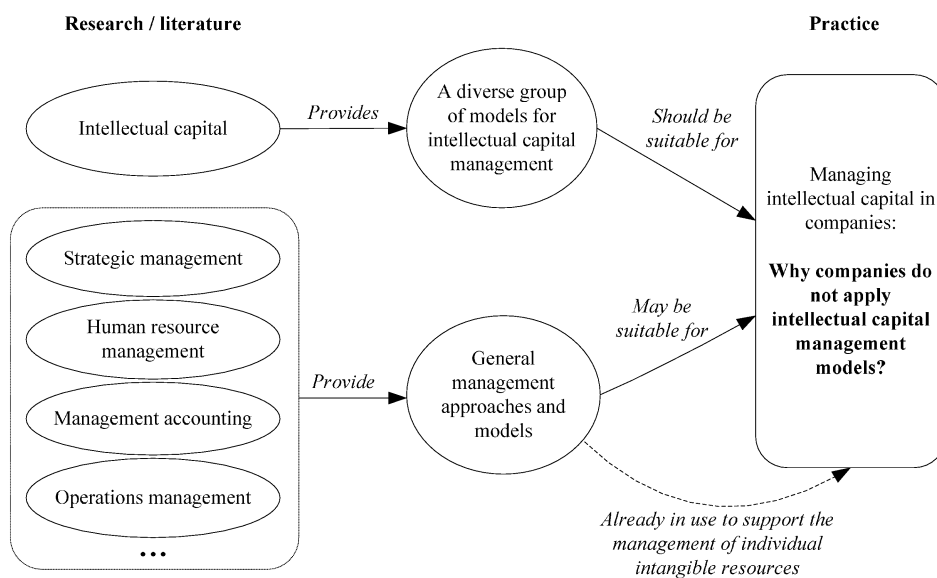 Research / literature
Practice
Intellectual capital
Provides
A diverse group
of models for
intellectual capital
management
Should be
suitable for
Managing
intellectual capital in
companies:
Why companies do
not apply
intellectual capital
management
models?
Strategic management
Human resource
management
Management accounting
Operations management
...
Provide
General
management
approaches and
models
May be
suitable for
Already in use to support the
management of individual
intangible resources